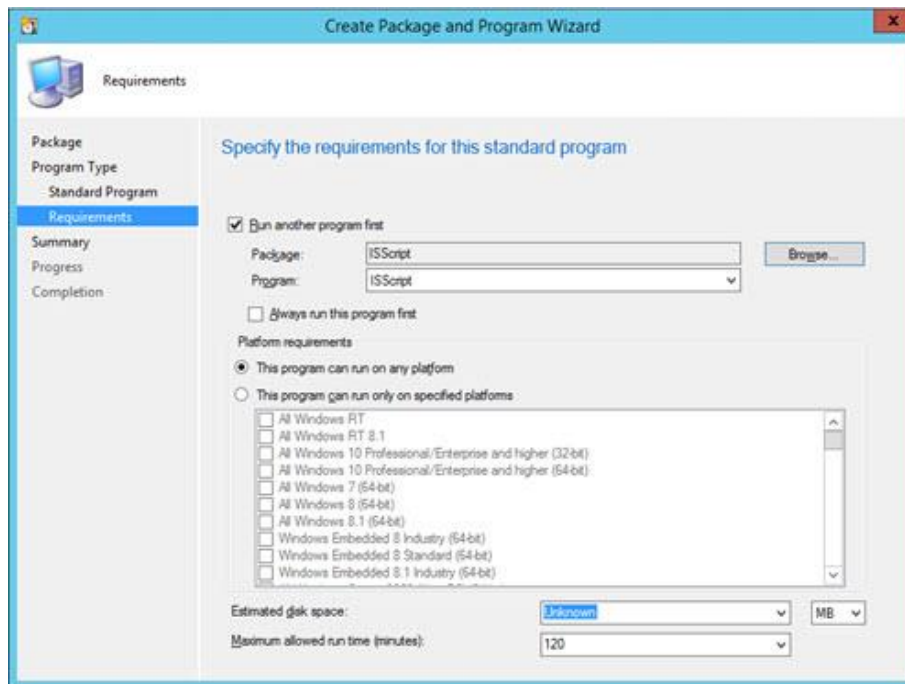 Create Package and Program Wizard
x
Requirements
Package
Program Type
Standard Program
Requirements
Summary
Progress
Completion
Specify the requirements for this standard program
Run another program first
Package: ISScript Browse...
Program: ISScript
Always run this program first
Platform requirements
This program can run on any platform
This program can run only on specified platforms
All Windows RT
All Windows RT 8.1
All Windows 10 Professional/Enterprise and higher (32-bit)
All Windows 10 Professional/Enterprise and higher (64-bit)
All Windows 7 (64-bit)
All Windows 8 (64-bit)
All Windows 8.1 (64-bit)
Windows Embedded 8 Industry (64-bit)
Windows Embedded 8 Standard (64-bit)
Windows Embedded 8.1 Industry (64-bit)
Estimated disk space: Unknown MB
Maximum allowed run time (minutes): 120